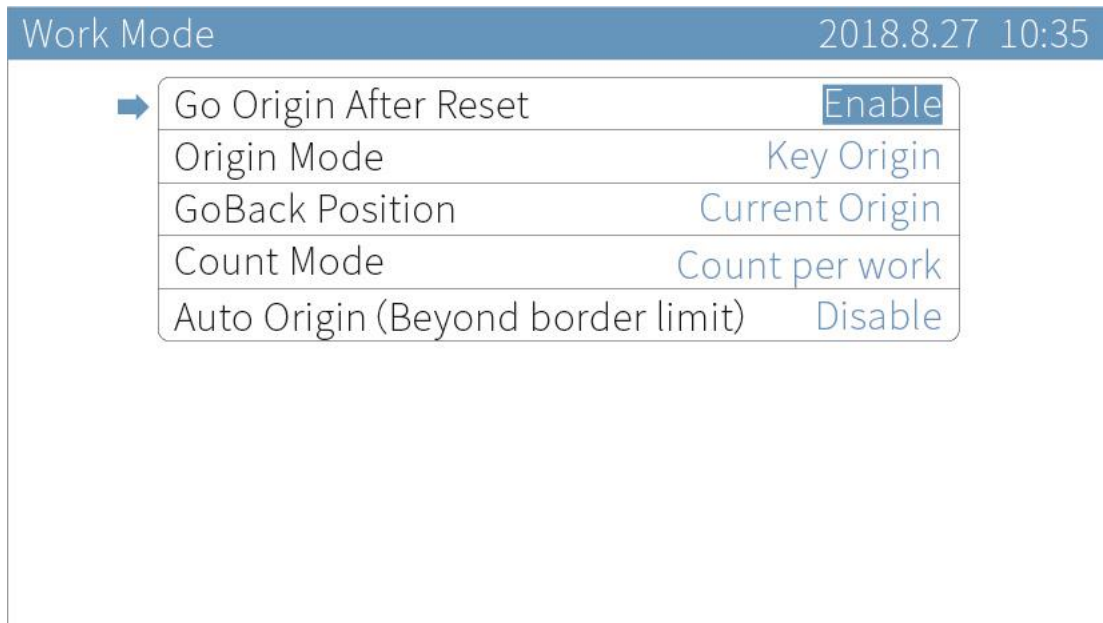 Work Mode 2018.8.27 10:35
Go Origin After Reset Enable
Origin Mode Key Origin
GoBack Position Current Origin
Count Mode Count per work
Auto Origin (Beyond border limit) Disable